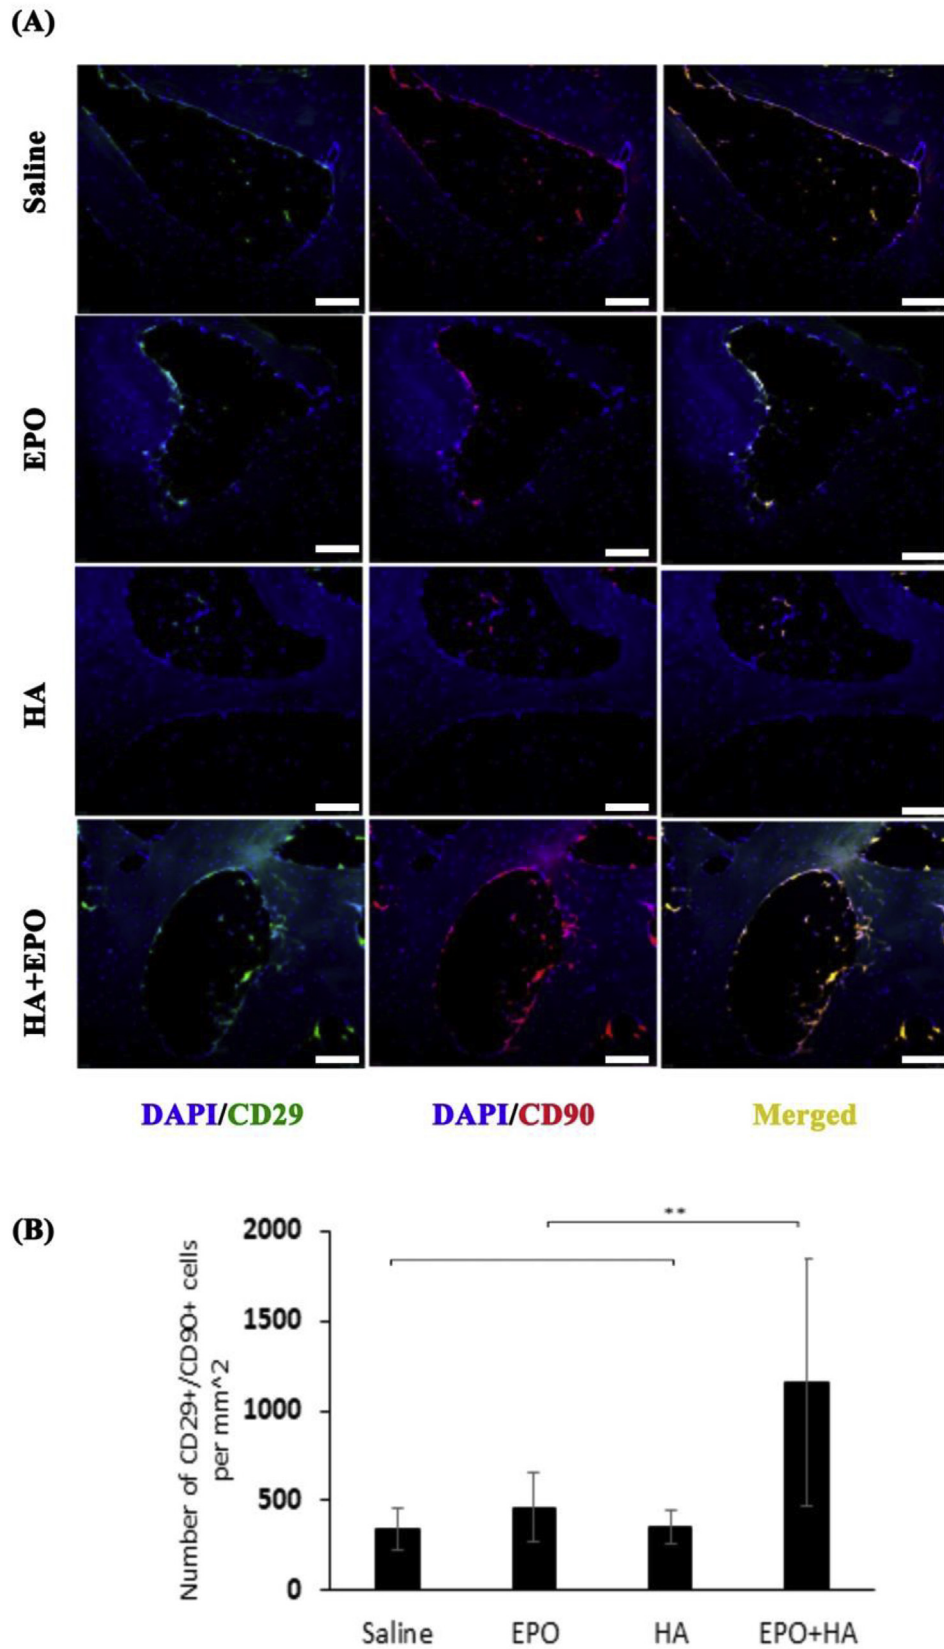 (A)
Saline
EPO
HA
HA+EPO
DAPI/CD29 DAPI/CD90 Merged
(B)
Number of CD29+/CD90+ cells
per mm^2
**
2000
1500
1000
500
0
Saline EPO HA EPO+HA